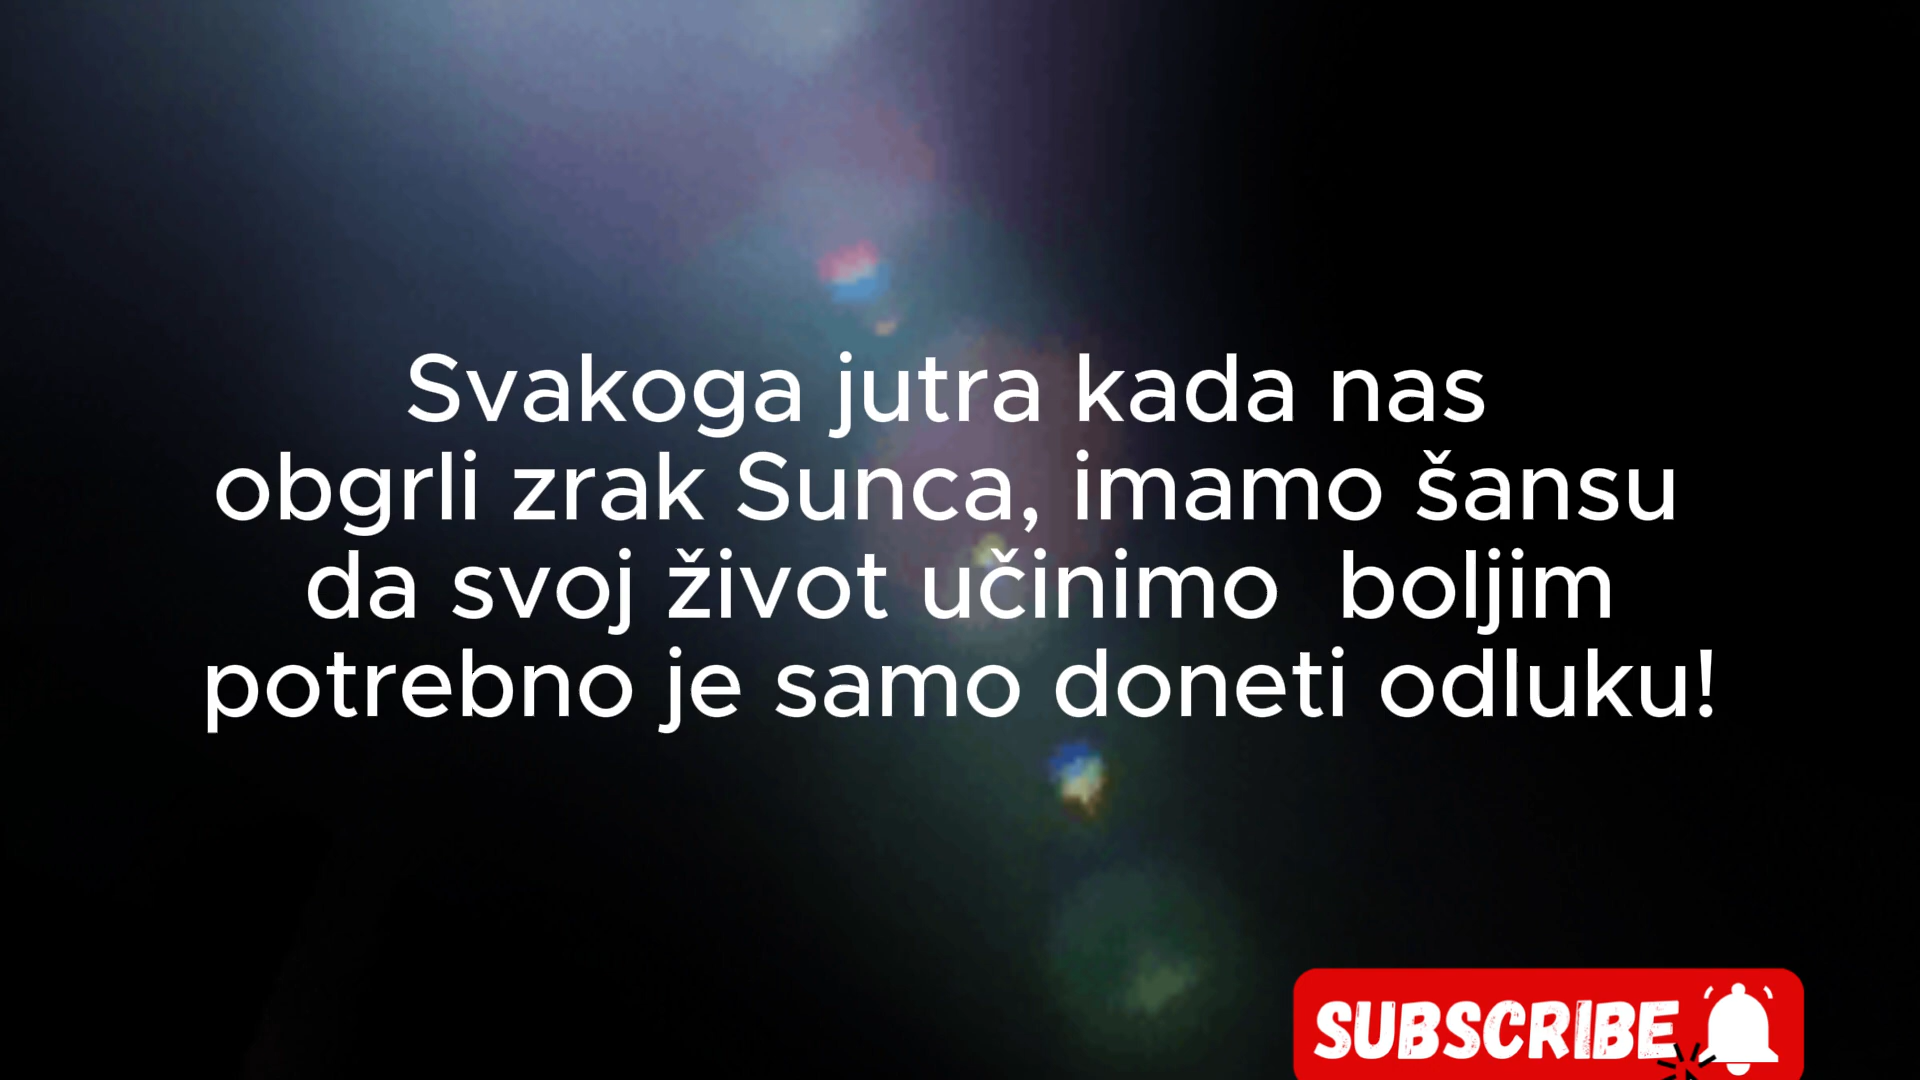 Svakoga jutra kada nas
obgrli zrak Sunca, imamo šansu
da svoj život učinimo  boljim
potrebno je samo doneti odluku!
SUBSCRIBE